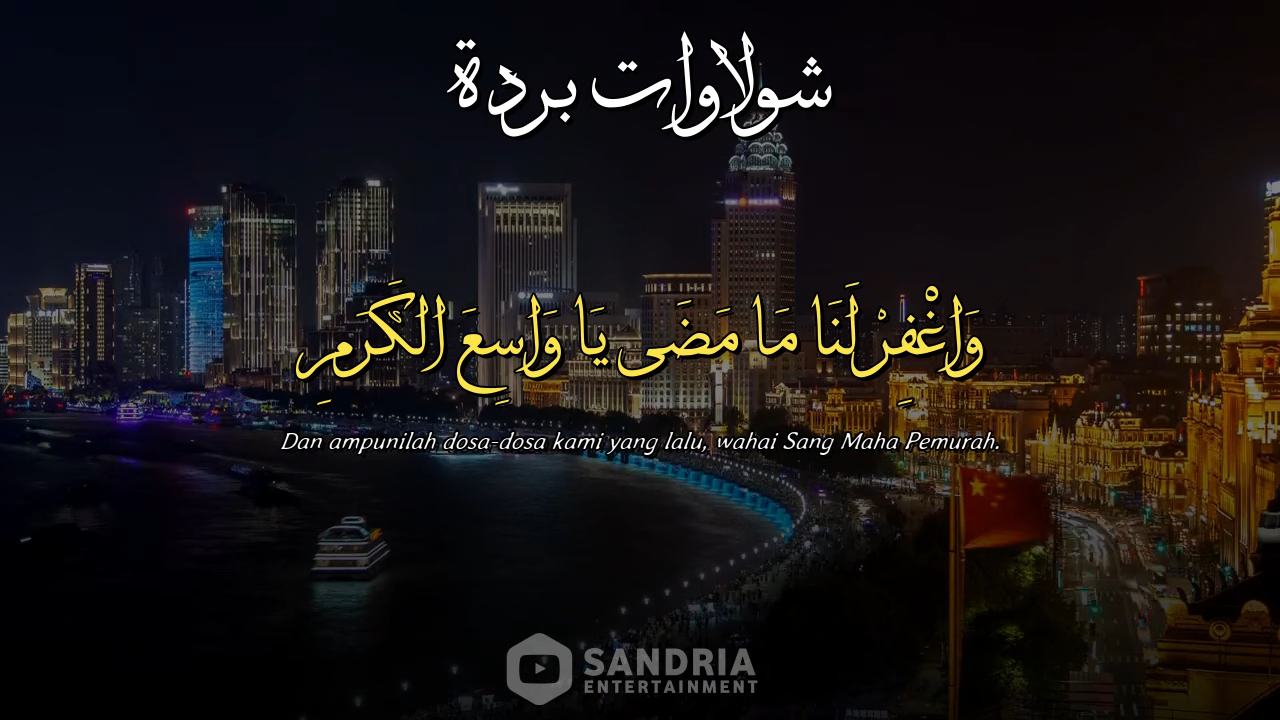 شولاوات بردة
وَاغْفِرْ لَنَا مَا مَضَى يَا وَاسِعَ الْكَرَمِ
Dan ampunilah dosa-dosa kami yang lalu, wahai Sang Maha Pemurah.
SANDRIA
ENTERTAINMENT